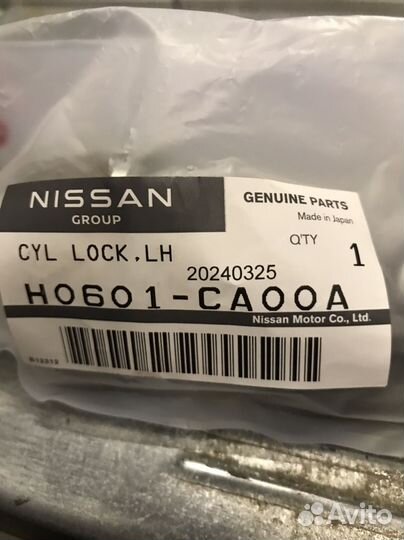 NISSAN
GROUP
GENUINE PARTS
Made in Japan
CYL LOCK,LH
Q'TY 1
20240325
H0601-CA00A
Nissan Motor Co., Ltd.
B12312
Avito